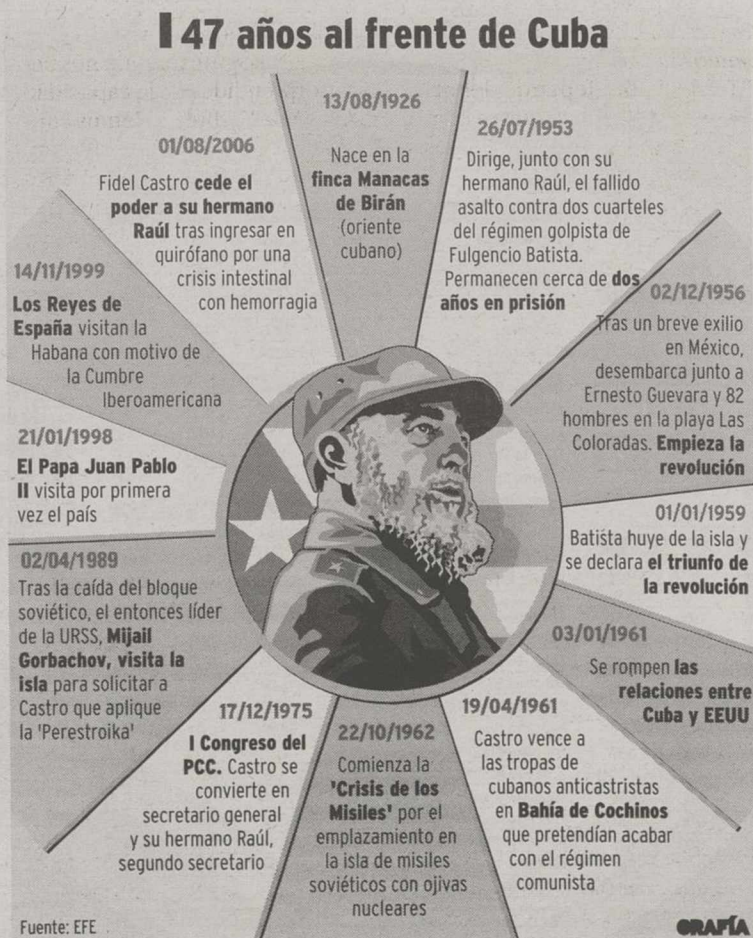 47 años al frente de Cuba
13/08/1926
Nace en la
finca Manacas
de Birán
(oriente
cubano)
26/07/1953
Dirige, junto con su
hermano Raúl, el fallido
asalto contra dos cuarteles
del régimen golpista de
Fulgencio Batista.
Permanecen cerca de dos
años en prisión
02/12/1956
Tras un breve exilio
en México,
desembarca junto a
Ernesto Guevara y 82
hombres en la playa Las
Coloradas. Empieza la
revolución
01/01/1959
Batista huye de la isla y
se declara el triunfo de
la revolución
03/01/1961
Se rompen las
relaciones entre
Cuba y EEUU
19/04/1961
Castro vence a
las tropas de
cubanos anticastristas
en Bahía de Cochinos
que pretendían acabar
con el régimen
comunista
22/10/1962
Comienza la
'Crisis de los
Misiles' por el
emplazamiento en
la isla de misiles
soviéticos con ojivas
nucleares
17/12/1975
I Congreso del
PCC. Castro se
convierte en
secretario general
y su hermano Raúl,
segundo secretario
02/04/1989
Tras la caída del bloque
soviético, el entonces líder
de la URSS, Mijail
Gorbachov, visita la
isla para solicitar a
Castro que aplique
la 'Perestroika'
21/01/1998
El Papa Juan Pablo
II visita por primera
vez el país
14/11/1999
Los Reyes de
España visitan la
Habana con motivo de
la Cumbre
Iberoamericana
01/08/2006
Fidel Castro cede el
poder a su hermano
Raúl tras ingresar en
quirófano por una
crisis intestinal
con hemorragia
Fuente: EFE